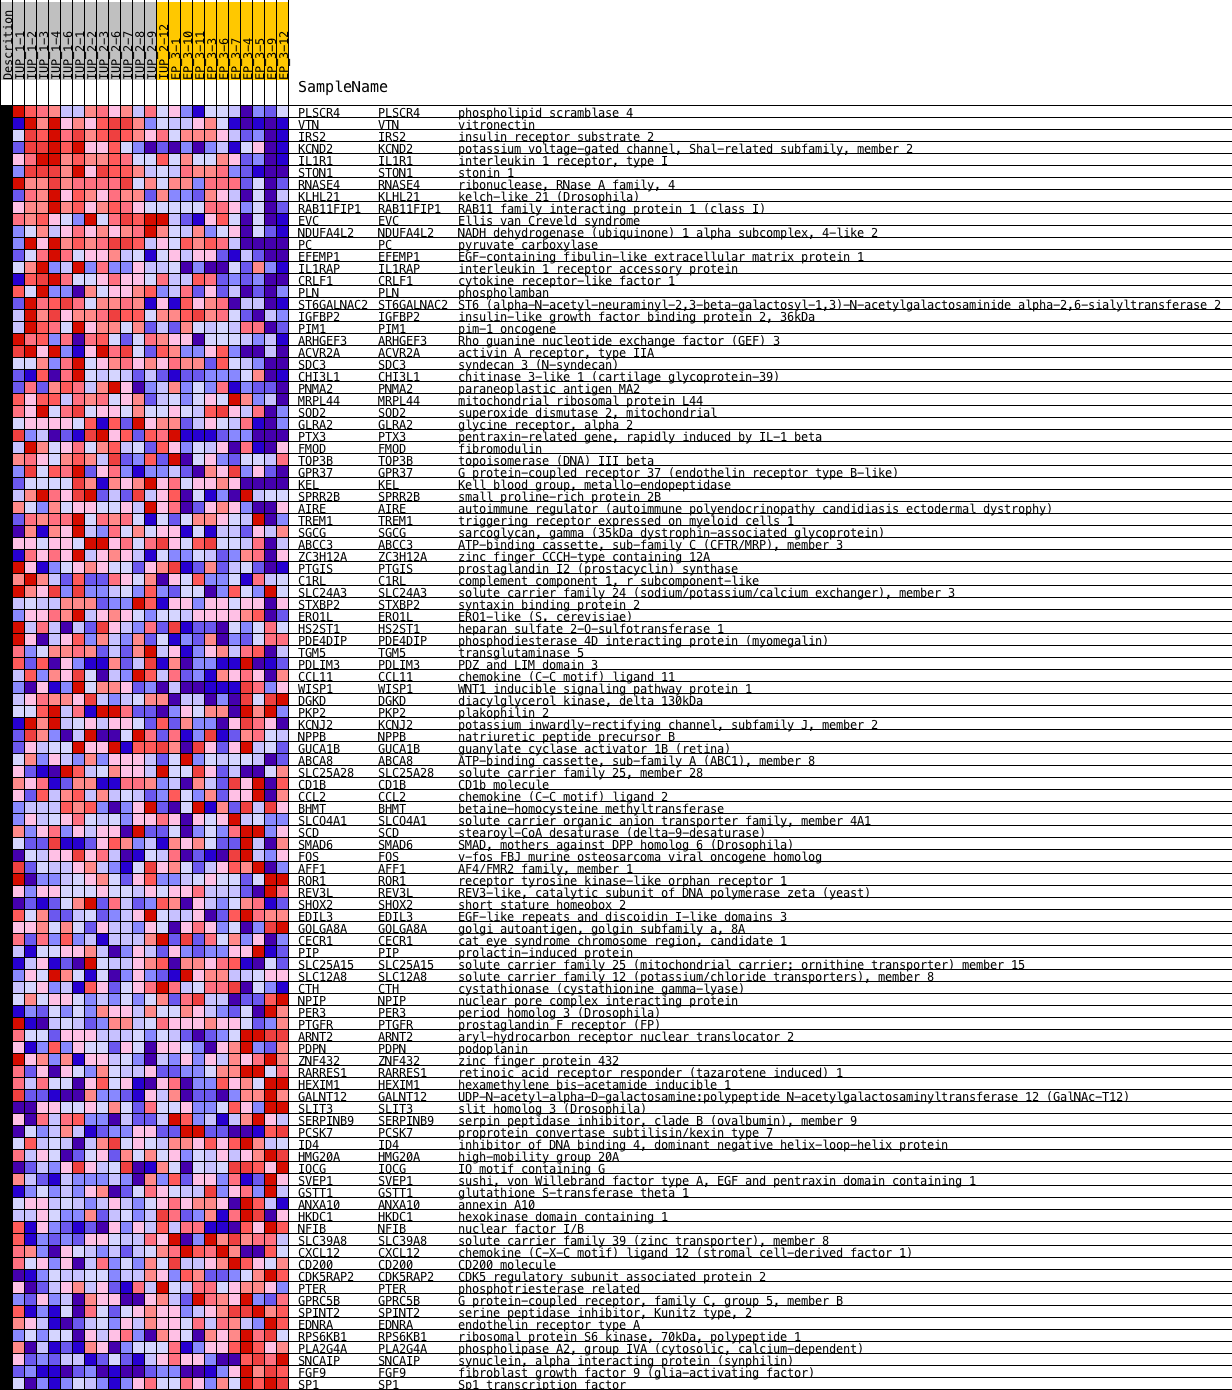 Descrition
IUP_1-1
IUP_1-2
IUP_1-3
IUP_1-4
IUP_1-6
IUP_2-1
IUP_2-2
IUP_2-3
IUP_2-6
IUP_2-7
IUP_2-8
IUP_2-9
IUP_2-12
EP_3-1
EP_3-10
EP_3-11
EP_3-3
EP_3-6
EP_3-7
EP_3-4
EP_3-5
EP_3-9
EP_3-12
SampleName
PLSCR4 PLSCR4 phospholipid scramblase 4
VTN VTN vitronectin
IRS2 IRS2 insulin receptor substrate 2
KCND2 KCND2 potassium voltage-gated channel, Shal-related subfamily, member 2
IL1R1 IL1R1 interleukin 1 receptor, type I
STON1 STON1 stonin 1
RNASE4 RNASE4 ribonuclease, RNase A family, 4
KLHL21 KLHL21 kelch-like 21 (Drosophila)
RAB11FIP1 RAB11FIP1 RAB11 family interacting protein 1 (class I)
EVC EVC Ellis van Creveld syndrome
NDUFA4L2 NDUFA4L2 NADH dehydrogenase (ubiquinone) 1 alpha subcomplex, 4-like 2
PC PC pyruvate carboxylase
EFEMP1 EFEMP1 EGF-containing fibulin-like extracellular matrix protein 1
IL1RAP IL1RAP interleukin 1 receptor accessory protein
CRLF1 CRLF1 cytokine receptor-like factor 1
PLN PLN phospholamban
ST6GALNAC2 ST6GALNAC2 ST6 (alpha-N-acetyl-neuraminyl-2,3-beta-galactosyl-1,3)-N-acetylgalactosaminide alpha-2,6-sialyltransferase 2
IGFBP2 IGFBP2 insulin-like growth factor binding protein 2, 36kDa
PIM1 PIM1 pim-1 oncogene
ARHGEF3 ARHGEF3 Rho guanine nucleotide exchange factor (GEF) 3
ACVR2A ACVR2A activin A receptor, type IIA
SDC3 SDC3 syndecan 3 (N-syndecan)
CHI3L1 CHI3L1 chitinase 3-like 1 (cartilage glycoprotein-39)
PNMA2 PNMA2 paraneoplastic antigen MA2
MRPL44 MRPL44 mitochondrial ribosomal protein L44
SOD2 SOD2 superoxide dismutase 2, mitochondrial
GLRA2 GLRA2 glycine receptor, alpha 2
PTX3 PTX3 pentraxin-related gene, rapidly induced by IL-1 beta
FMOD FMOD fibromodulin
TOP3B TOP3B topoisomerase (DNA) III beta
GPR37 GPR37 G protein-coupled receptor 37 (endothelin receptor type B-like)
KEL KEL Kell blood group, metallo-endopeptidase
SPRR2B SPRR2B small proline-rich protein 2B
AIRE AIRE autoimmune regulator (autoimmune polyendocrinopathy candidiasis ectodermal dystrophy)
TREM1 TREM1 triggering receptor expressed on myeloid cells 1
SGCG SGCG sarcoglycan, gamma (35kDa dystrophin-associated glycoprotein)
ABCC3 ABCC3 ATP-binding cassette, sub-family C (CFTR/MRP), member 3
ZC3H12A ZC3H12A zinc finger CCCH-type containing 12A
PTGIS PTGIS prostaglandin I2 (prostacyclin) synthase
C1RL C1RL complement component 1, r subcomponent-like
SLC24A3 SLC24A3 solute carrier family 24 (sodium/potassium/calcium exchanger), member 3
STXBP2 STXBP2 syntaxin binding protein 2
ERO1L ERO1L ERO1-like (S. cerevisiae)
HS2ST1 HS2ST1 heparan sulfate 2-O-sulfotransferase 1
PDE4DIP PDE4DIP phosphodiesterase 4D interacting protein (myomegalin)
TGM5 TGM5 transglutaminase 5
PDLIM3 PDLIM3 PDZ and LIM domain 3
CCL11 CCL11 chemokine (C-C motif) ligand 11
WISP1 WISP1 WNT1 inducible signaling pathway protein 1
DGKD DGKD diacylglycerol kinase, delta 130kDa
PKP2 PKP2 plakophilin 2
KCNJ2 KCNJ2 potassium inwardly-rectifying channel, subfamily J, member 2
NPPB NPPB natriuretic peptide precursor B
GUCA1B GUCA1B guanylate cyclase activator 1B (retina)
ABCA8 ABCA8 ATP-binding cassette, sub-family A (ABC1), member 8
SLC25A28 SLC25A28 solute carrier family 25, member 28
CD1B CD1B CD1b molecule
CCL2 CCL2 chemokine (C-C motif) ligand 2
BHMT BHMT betaine-homocysteine methyltransferase
SLCO4A1 SLCO4A1 solute carrier organic anion transporter family, member 4A1
SCD SCD stearoyl-CoA desaturase (delta-9-desaturase)
SMAD6 SMAD6 SMAD, mothers against DPP homolog 6 (Drosophila)
FOS FOS v-fos FBJ murine osteosarcoma viral oncogene homolog
AFF1 AFF1 AF4/FMR2 family, member 1
ROR1 ROR1 receptor tyrosine kinase-like orphan receptor 1
REV3L REV3L REV3-like, catalytic subunit of DNA polymerase zeta (yeast)
SHOX2 SHOX2 short stature homeobox 2
EDIL3 EDIL3 EGF-like repeats and discoidin I-like domains 3
GOLGA8A GOLGA8A golgi autoantigen, golgin subfamily a, 8A
CECR1 CECR1 cat eye syndrome chromosome region, candidate 1
PIP PIP prolactin-induced protein
SLC25A15 SLC25A15 solute carrier family 25 (mitochondrial carrier; ornithine transporter) member 15
SLC12A8 SLC12A8 solute carrier family 12 (potassium/chloride transporters), member 8
CTH CTH cystathionase (cystathionine gamma-lyase)
NPIP NPIP nuclear pore complex interacting protein
PER3 PER3 period homolog 3 (Drosophila)
PTGFR PTGFR prostaglandin F receptor (FP)
ARNT2 ARNT2 aryl-hydrocarbon receptor nuclear translocator 2
PDPN PDPN podoplanin
ZNF432 ZNF432 zinc finger protein 432
RARRES1 RARRES1 retinoic acid receptor responder (tazarotene induced) 1
HEXIM1 HEXIM1 hexamethylene bis-acetamide inducible 1
GALNT12 GALNT12 UDP-N-acetyl-alpha-D-galactosamine:polypeptide N-acetylgalactosaminyltransferase 12 (GalNAc-T12)
SLIT3 SLIT3 slit homolog 3 (Drosophila)
SERPINB9 SERPINB9 serpin peptidase inhibitor, clade B (ovalbumin), member 9
PCSK7 PCSK7 proprotein convertase subtilisin/kexin type 7
ID4 ID4 inhibitor of DNA binding 4, dominant negative helix-loop-helix protein
HMG20A HMG20A high-mobility group 20A
IQCG IQCG IQ motif containing G
SVEP1 SVEP1 sushi, von Willebrand factor type A, EGF and pentraxin domain containing 1
GSTT1 GSTT1 glutathione S-transferase theta 1
ANXA10 ANXA10 annexin A10
HKDC1 HKDC1 hexokinase domain containing 1
NFIB NFIB nuclear factor I/B
SLC39A8 SLC39A8 solute carrier family 39 (zinc transporter), member 8
CXCL12 CXCL12 chemokine (C-X-C motif) ligand 12 (stromal cell-derived factor 1)
CD200 CD200 CD200 molecule
CDK5RAP2 CDK5RAP2 CDK5 regulatory subunit associated protein 2
PTER PTER phosphotriesterase related
GPRC5B GPRC5B G protein-coupled receptor, family C, group 5, member B
SPINT2 SPINT2 serine peptidase inhibitor, Kunitz type, 2
EDNRA EDNRA endothelin receptor type A
RPS6KB1 RPS6KB1 ribosomal protein S6 kinase, 70kDa, polypeptide 1
PLA2G4A PLA2G4A phospholipase A2, group IVA (cytosolic, calcium-dependent)
SNCAIP SNCAIP synuclein, alpha interacting protein (synphilin)
FGF9 FGF9 fibroblast growth factor 9 (glia-activating factor)
SP1 SP1 Sp1 transcription factor